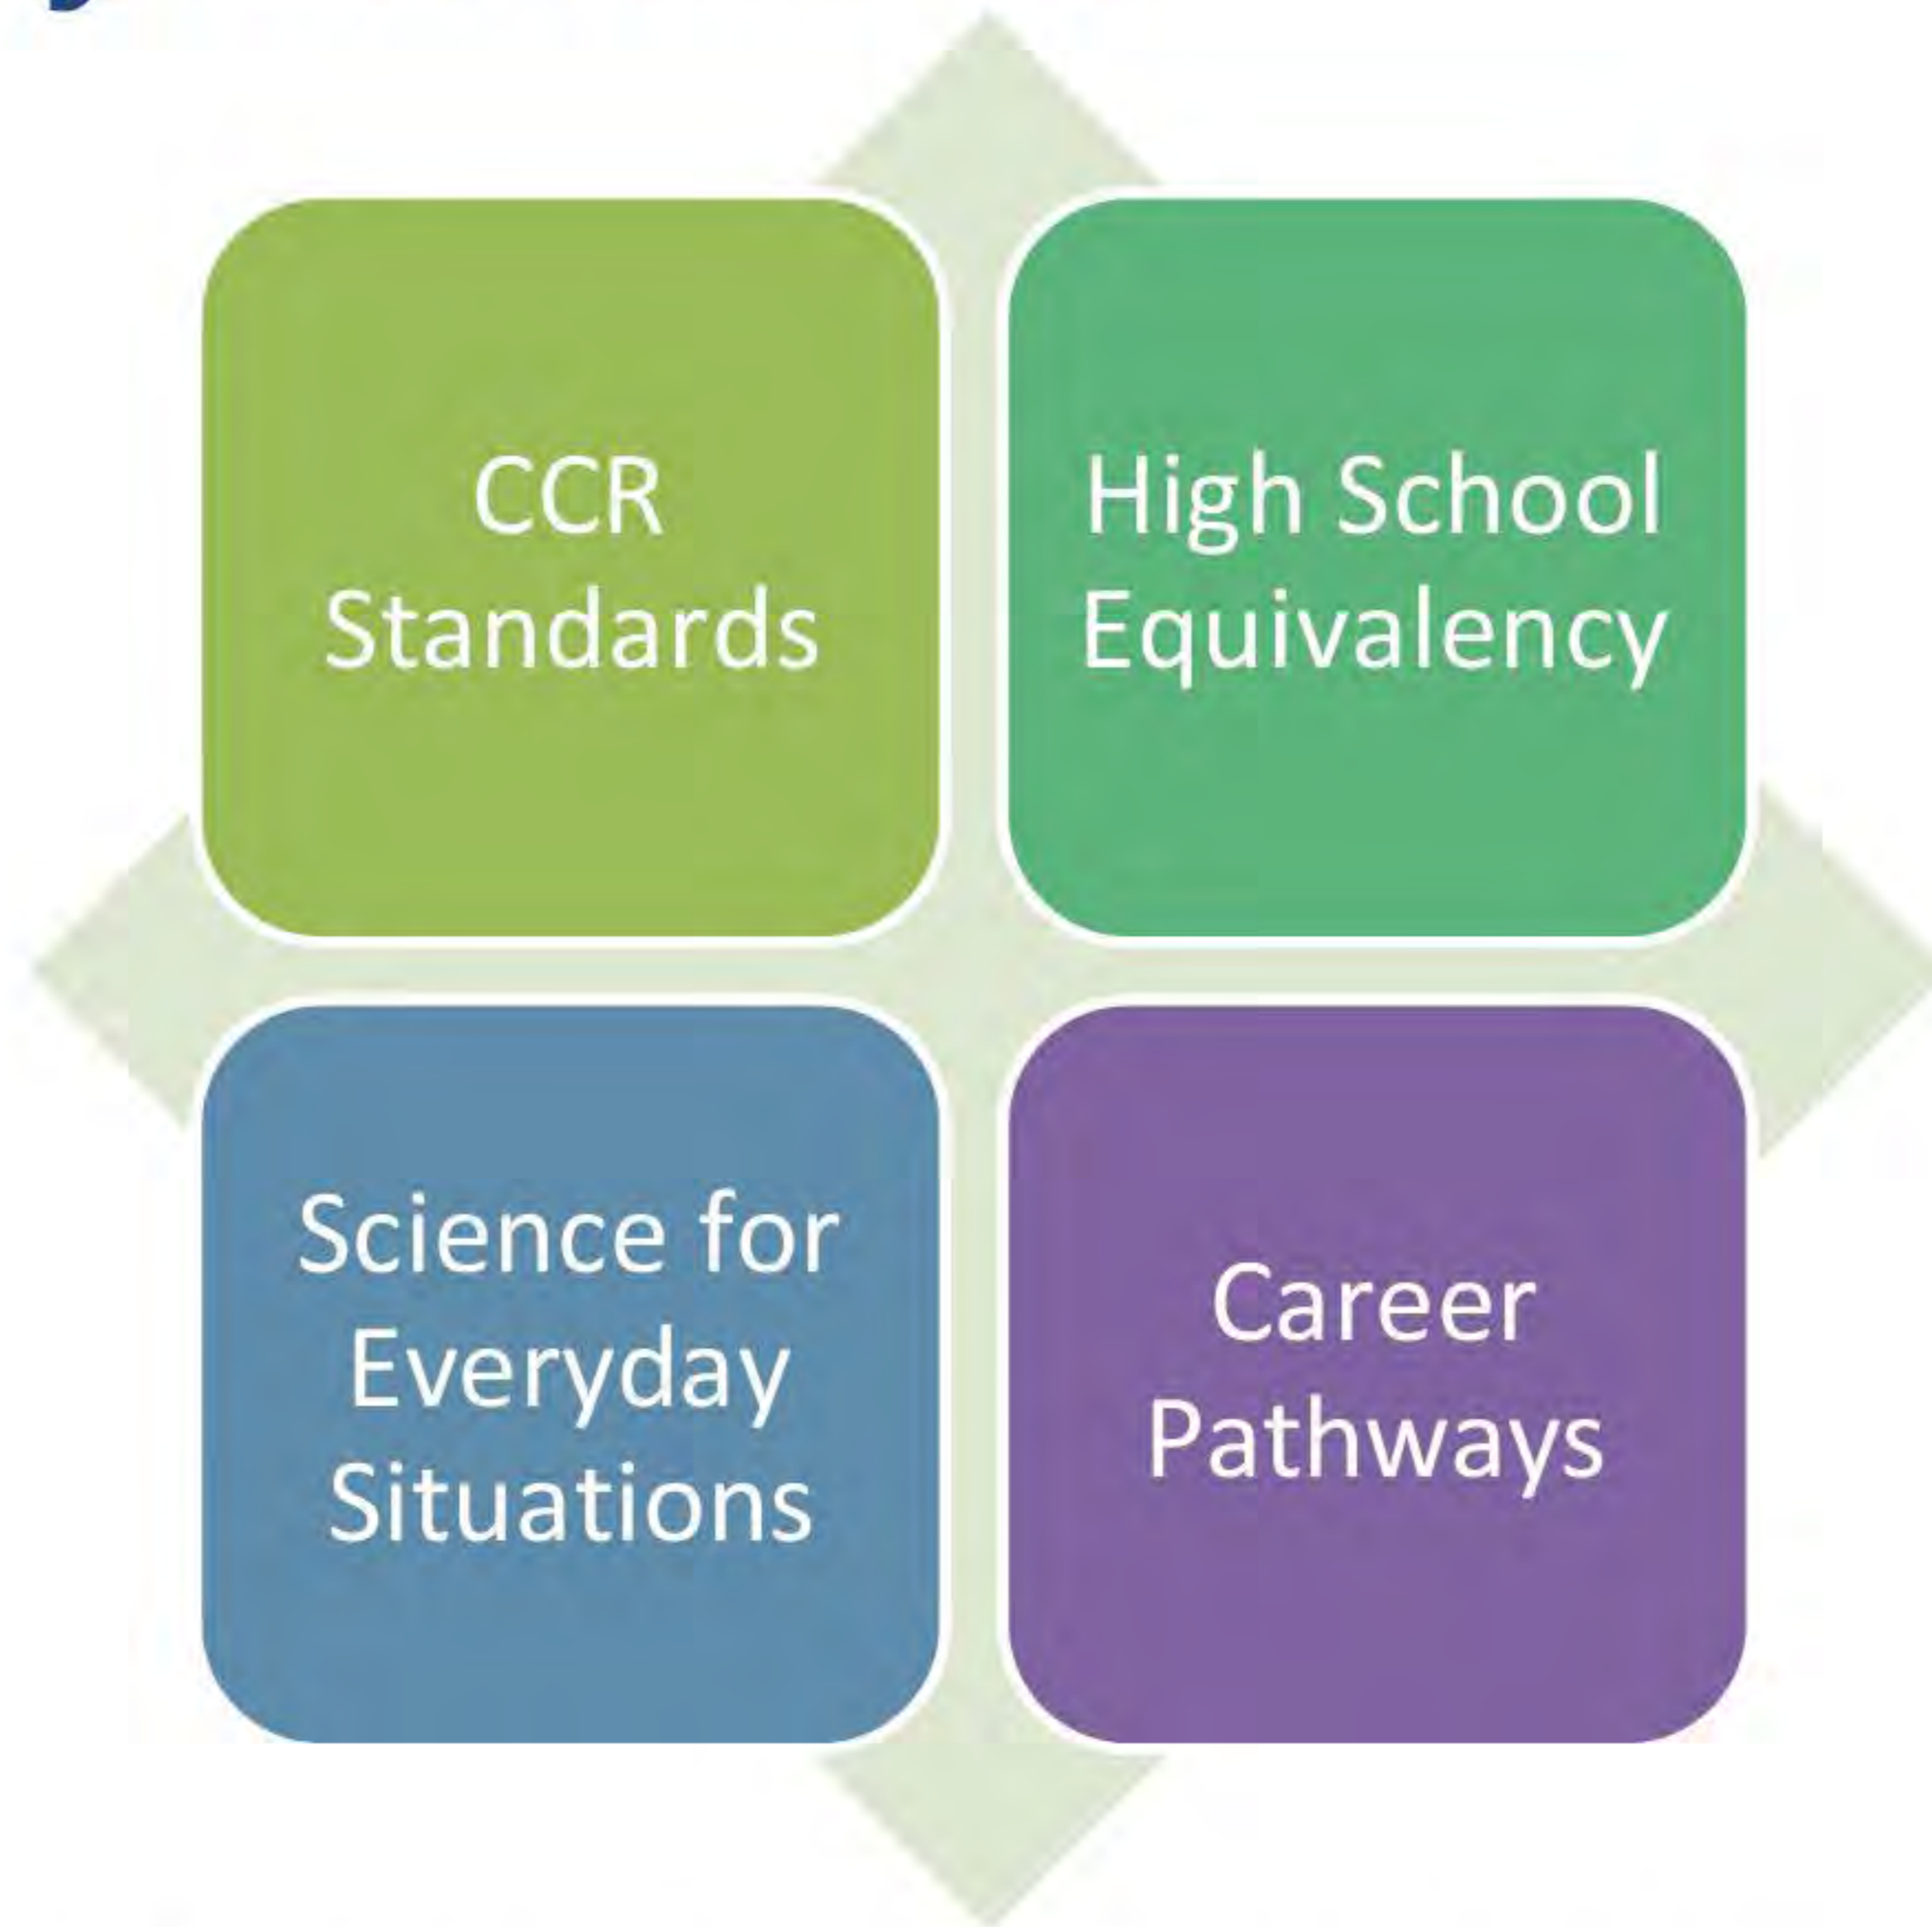 CCR
Standards
High School
Equivalency
Science for
Everyday
Situations
Career
Pathways